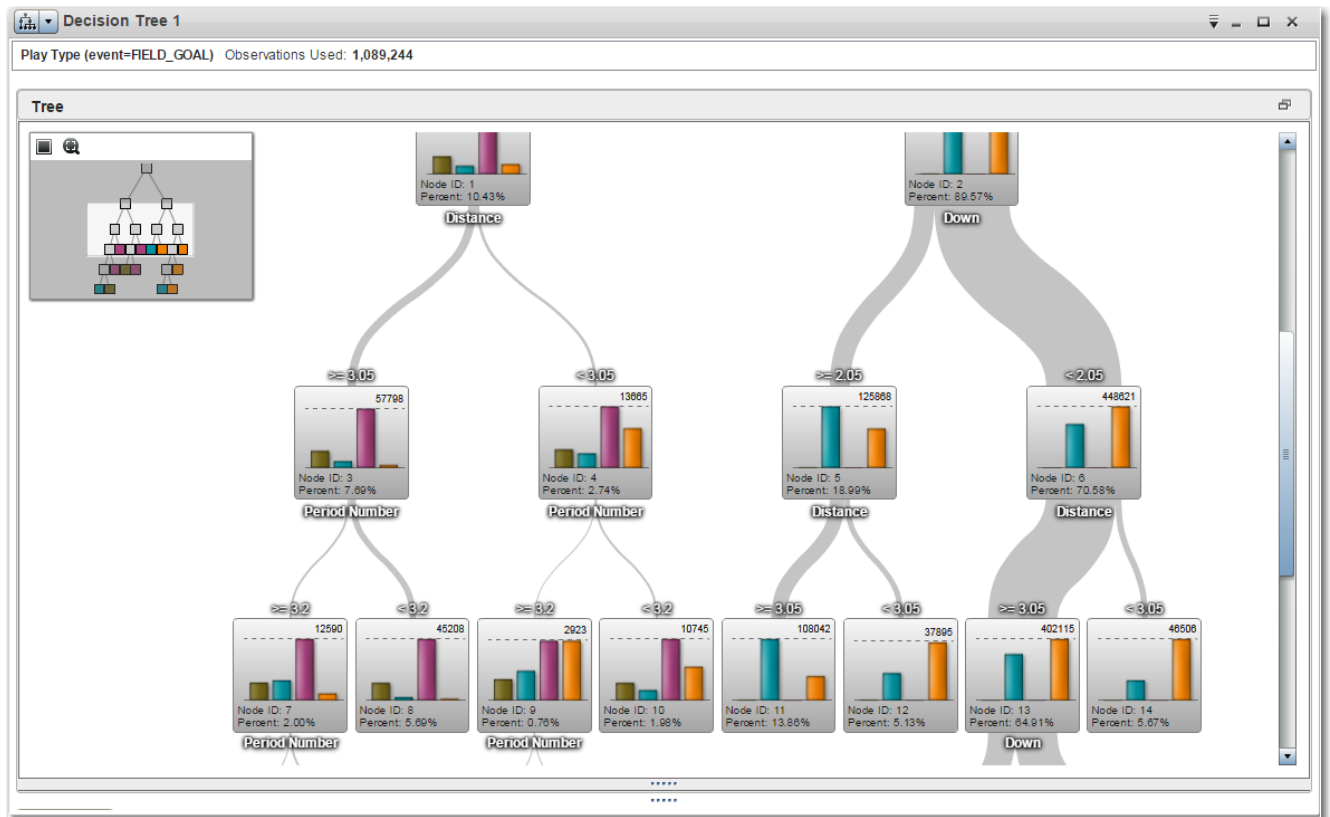 Decision Tree 1
Play Type (event=FIELD_GOAL) Observations Used: 1,089,244
Tree
Node ID: 1
Percent: 10.43%
Distance
Node ID: 2
Percent: 89.57%
Down
>= 3.05
57798
Node ID: 3
Percent: 7.69%
Period Number
< 3.05
13665
Node ID: 4
Percent: 2.74%
Period Number
>= 2.05
125868
Node ID: 5
Percent: 18.99%
Distance
< 2.05
448621
Node ID: 6
Percent: 70.58%
Distance
>= 3.2
12590
Node ID: 7
Percent: 2.00%
Period Number
< 3.2
45208
Node ID: 8
Percent: 5.69%
>= 3.2
2923
Node ID: 9
Percent: 0.76%
Period Number
< 3.2
10745
Node ID: 10
Percent: 1.98%
>= 3.05
108042
Node ID: 11
Percent: 13.86%
< 3.05
37895
Node ID: 12
Percent: 5.13%
>= 3.05
402115
Node ID: 13
Percent: 64.91%
Down
< 3.05
46506
Node ID: 14
Percent: 5.67%